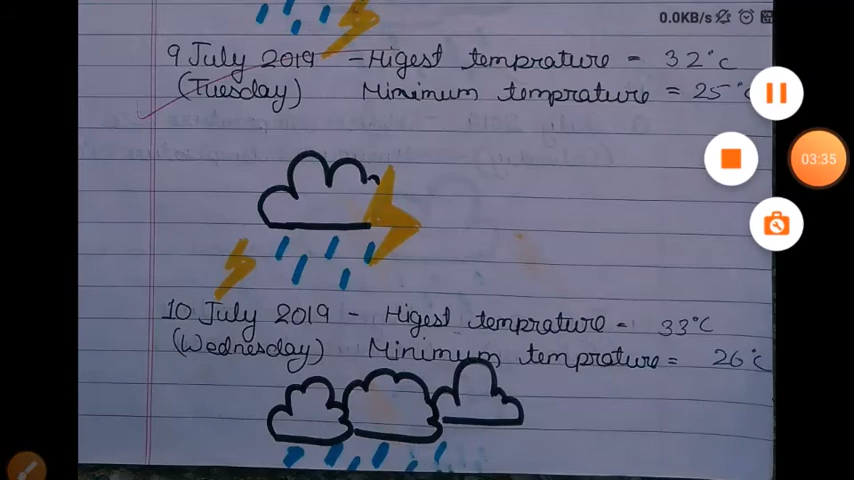 0.0KB/s
9 July 2019 - Higest temprature = 32°c
(Tuesday) Minimum temprature = 25°c
03:35
10 July 2019 - Higest temprature = 33°C
(Wednesday) Minimum temprature = 26°c